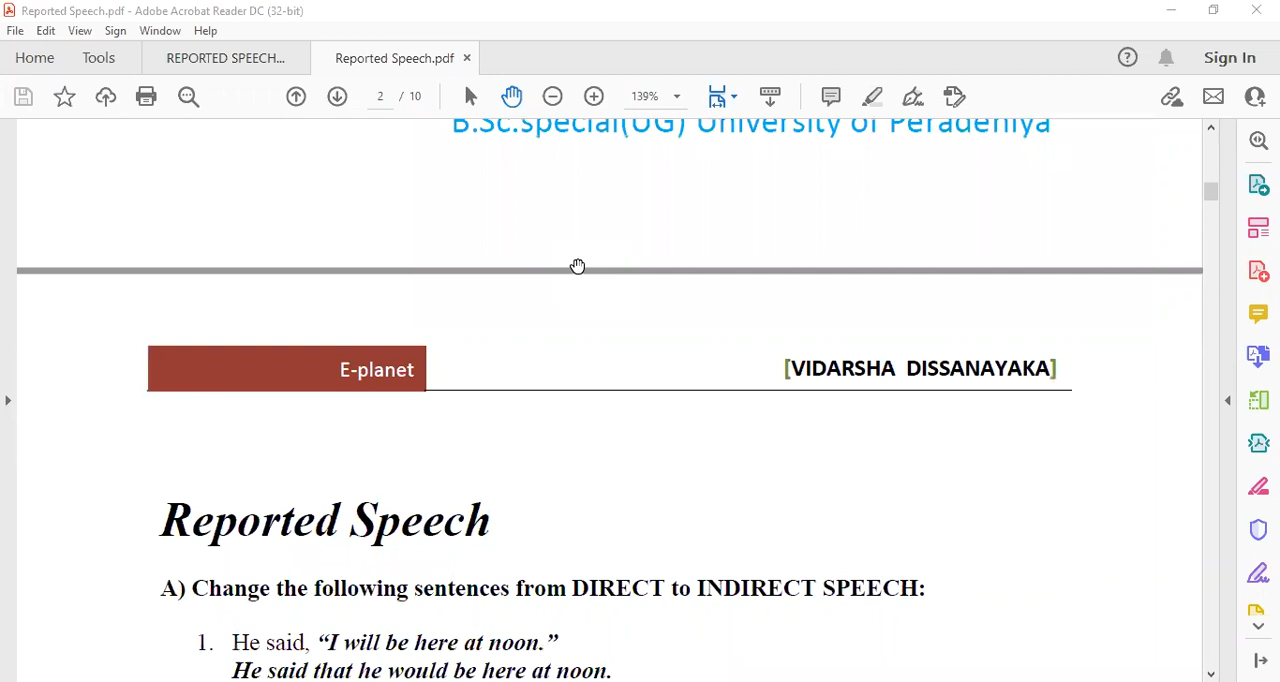 Reported Speech.pdf - Adobe Acrobat Reader DC (32-bit)
File Edit View Sign Window Help
Home Tools REPORTED SPEECH... Reported Speech.pdf × Sign In
2 / 10 139%
B.Sc.special(UG) University of Peradeniya
E-planet [VIDARSHA DISSANAYAKA]
Reported Speech
A) Change the following sentences from DIRECT to INDIRECT SPEECH:
1. He said, “I will be here at noon.”
He said that he would be here at noon.